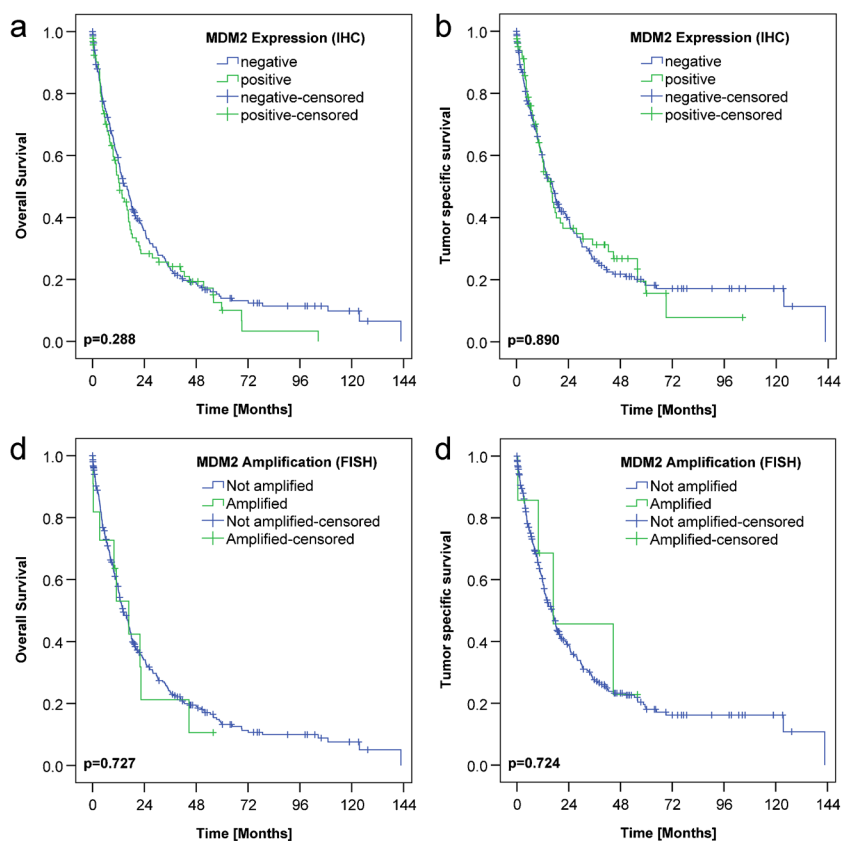 a
MDM2 Expression (IHC)
negative
positive
negative-censored
positive-censored
Overall Survival
1.0
0.8
0.6
0.4
0.2
0.0
p=0.288
0 24 48 72 96 120 144
Time [Months]
b
MDM2 Expression (IHC)
negative
positive
negative-censored
positive-censored
Tumor specific survival
1.0
0.8
0.6
0.4
0.2
0.0
p=0.890
0 24 48 72 96 120 144
Time [Months]
d
MDM2 Amplification (FISH)
Not amplified
Amplified
Not amplified-censored
Amplified-censored
Overall Survival
1.0
0.8
0.6
0.4
0.2
0.0
p=0.727
0 24 48 72 96 120 144
Time [Months]
d
MDM2 Amplification (FISH)
Not amplified
Amplified
Not amplified-censored
Amplified-censored
Tumor specific survival
1.0
0.8
0.6
0.4
0.2
0.0
p=0.724
0 24 48 72 96 120 144
Time [Months]